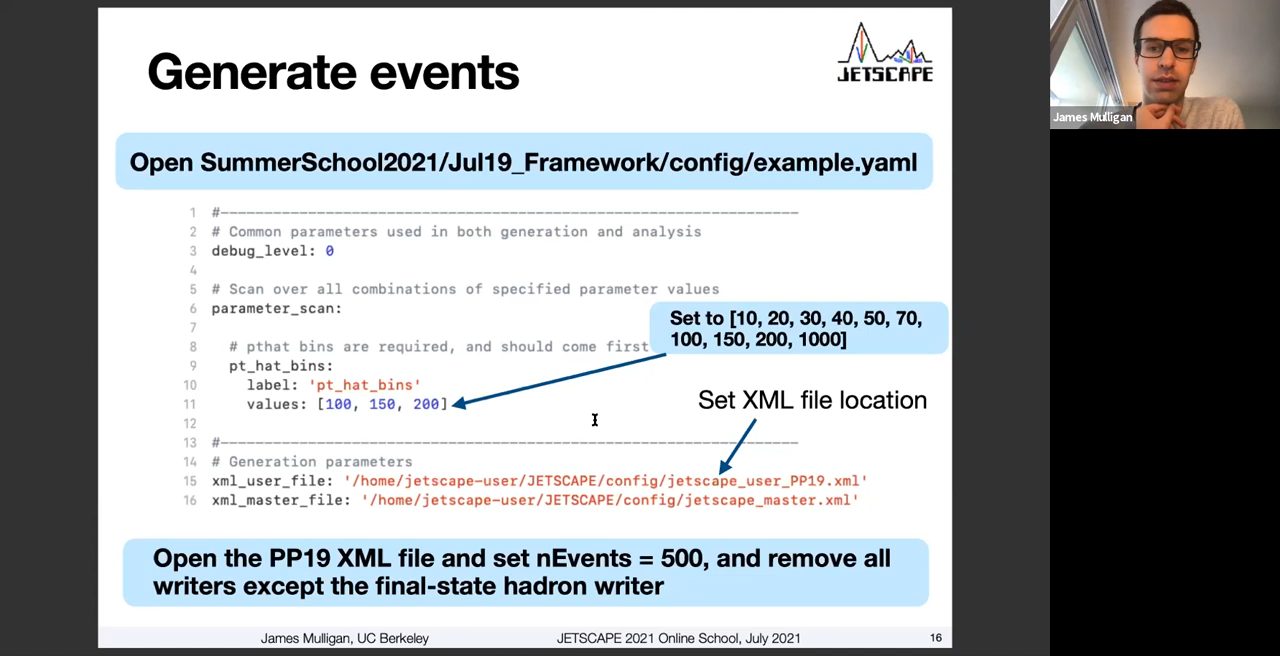 Generate events
JETSCAPE
Open SummerSchool2021/Jul19_Framework/config/example.yaml
1 #-----------------------------------------------------------------
2 # Common parameters used in both generation and analysis
3 debug_level: 0
4
5 # Scan over all combinations of specified parameter values
6 parameter_scan:
7
8 # pthat bins are required, and should come first
9 pt_hat_bins:
10 label: 'pt_hat_bins'
11 values: [100, 150, 200]
12
13 #-----------------------------------------------------------------
14 # Generation parameters
15 xml_user_file: '/home/jetscape-user/JETSCAPE/config/jetscape_user_PP19.xml'
16 xml_master_file: '/home/jetscape-user/JETSCAPE/config/jetscape_master.xml'
Set to [10, 20, 30, 40, 50, 70,
100, 150, 200, 1000]
Set XML file location
Open the PP19 XML file and set nEvents = 500, and remove all
writers except the final-state hadron writer
James Mulligan, UC Berkeley
JETSCAPE 2021 Online School, July 2021
16
James Mulligan